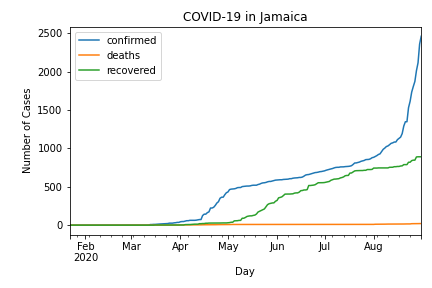 COVID-19 in Jamaica
confirmed
deaths
recovered
Number of Cases
2500
2000
1500
1000
500
0
Feb Mar Apr May Jun Jul Aug
2020
Day